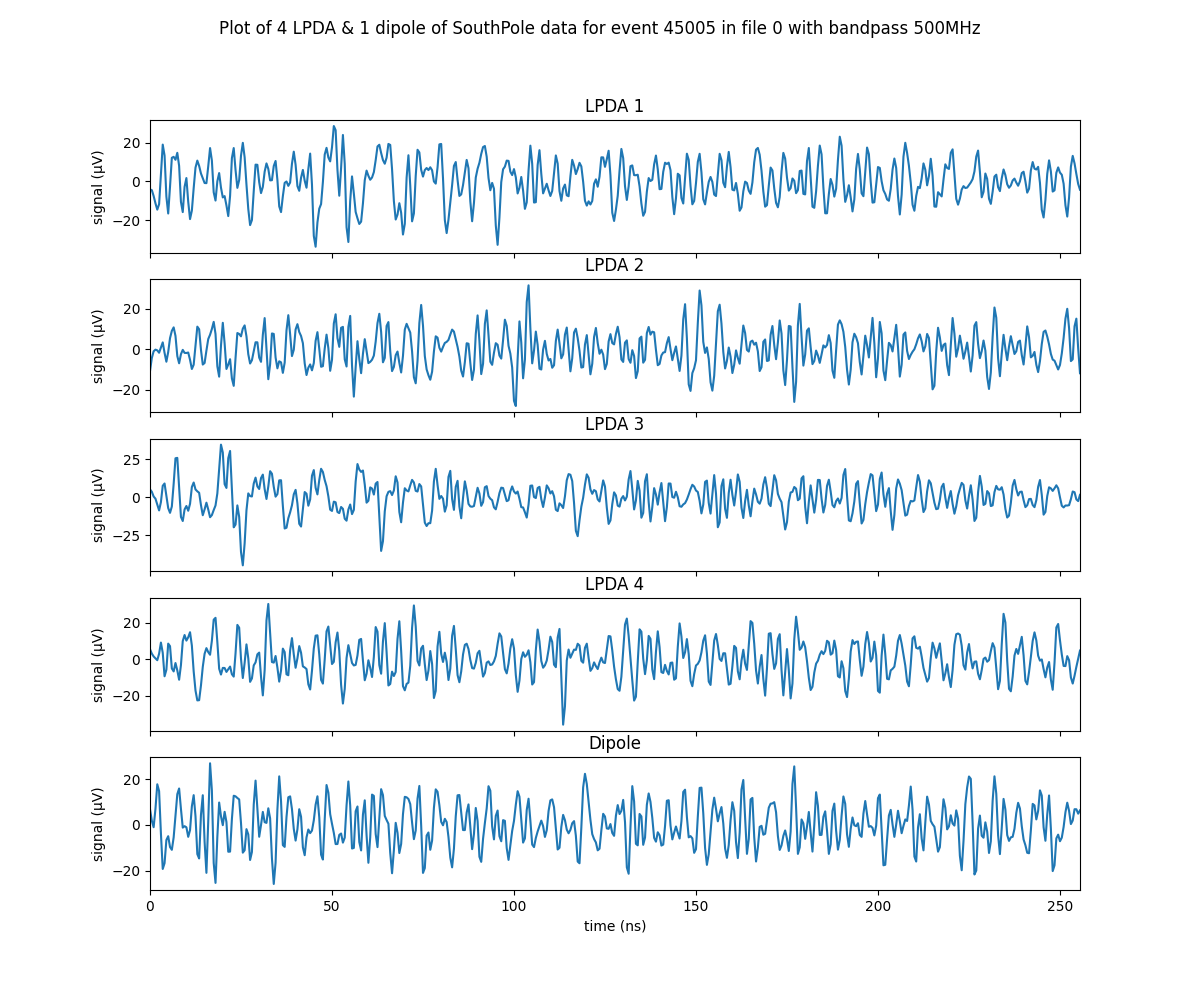 Plot of 4 LPDA & 1 dipole of SouthPole data for event 45005 in file 0 with bandpass 500MHz
LPDA 1
signal (μV)
20
0
−20
LPDA 2
signal (μV)
20
0
−20
LPDA 3
signal (μV)
25
0
−25
LPDA 4
signal (μV)
20
0
−20
Dipole
signal (μV)
20
0
−20
0 50 100 150 200 250
time (ns)